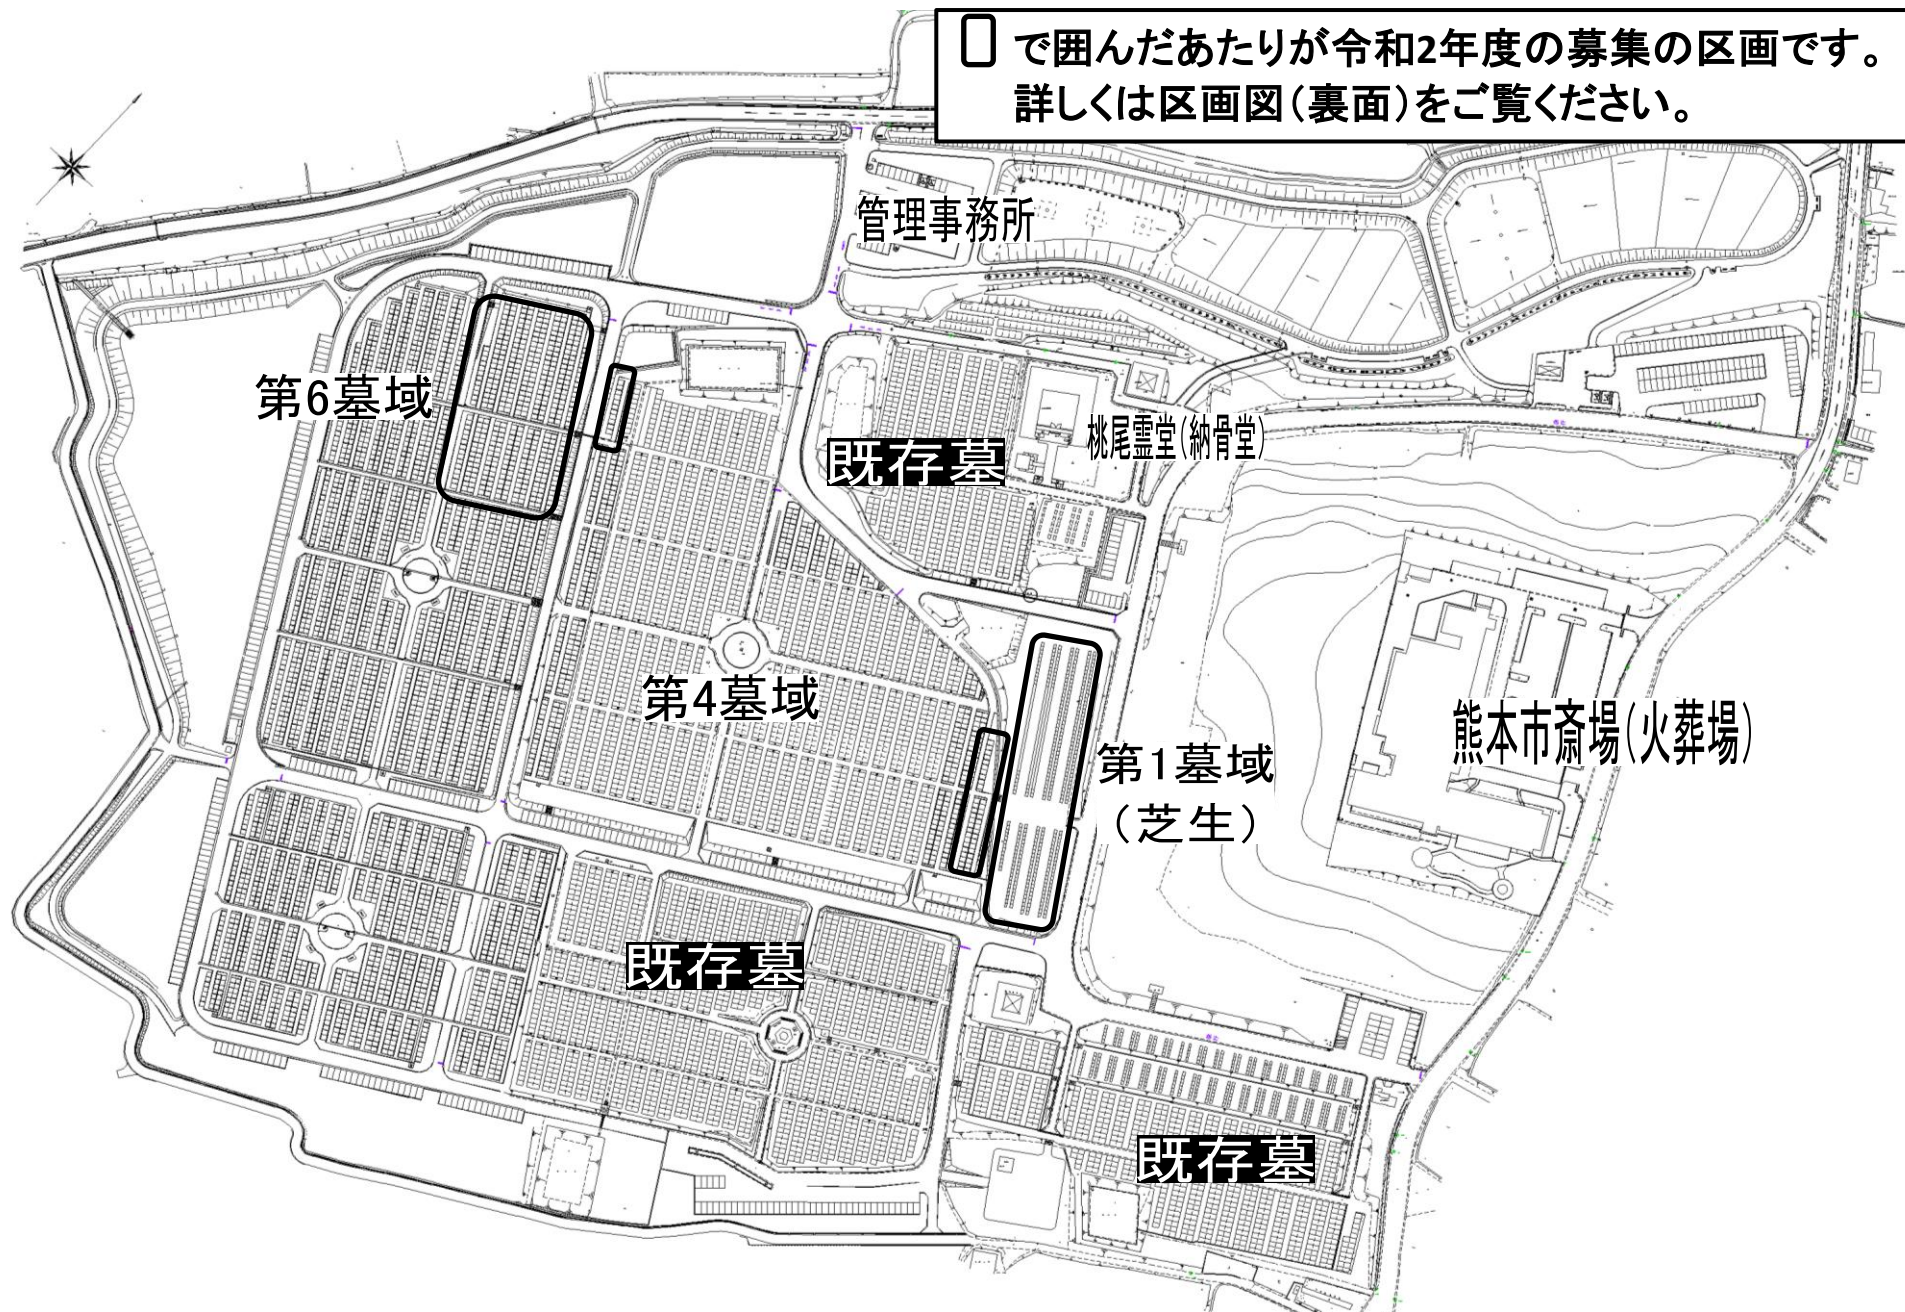 で囲んだあたりが令和2年度の募集の区画です。
詳しくは区画図(裏面)をご覧ください。
管理事務所
第6墓域
既存墓
桃尾霊堂(納骨堂)
第4墓域
第1墓域
(芝生)
熊本市斎場(火葬場)
既存墓
既存墓